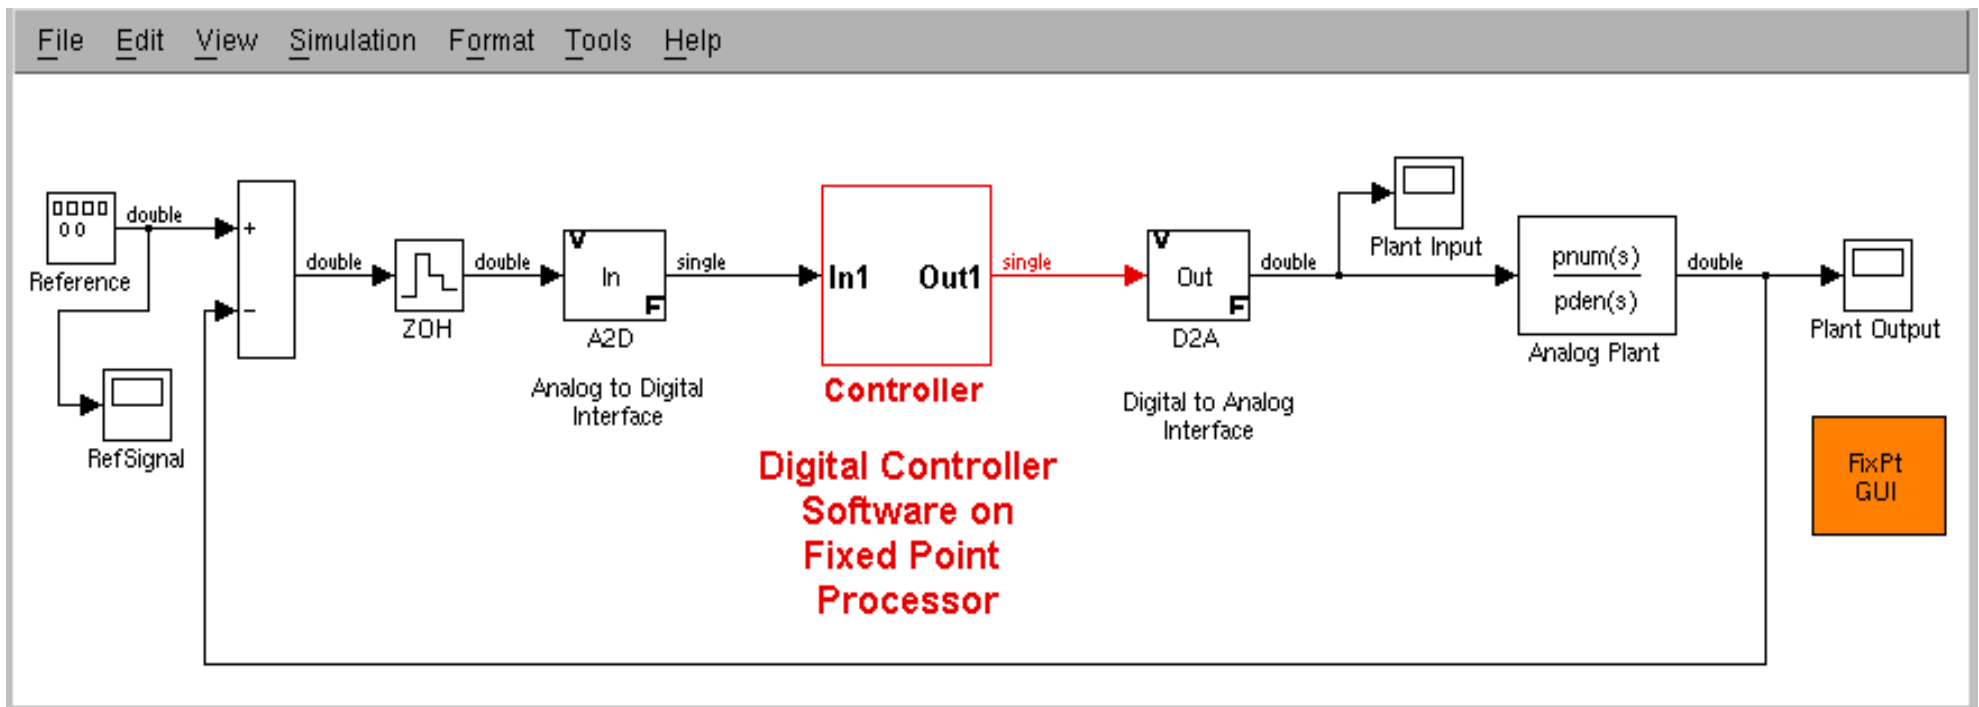 File Edit View Simulation Format Tools Help
Reference
double
+
-
RefSignal
double
ZOH
double
V
In
F
A2D
Analog to Digital
Interface
single
In1 Out1
Controller
Digital Controller
Software on
Fixed Point
Processor
single
V
Out
F
D2A
Digital to Analog
Interface
double
Plant Input
pnum(s)
pden(s)
Analog Plant
double
Plant Output
FixPt
GUI